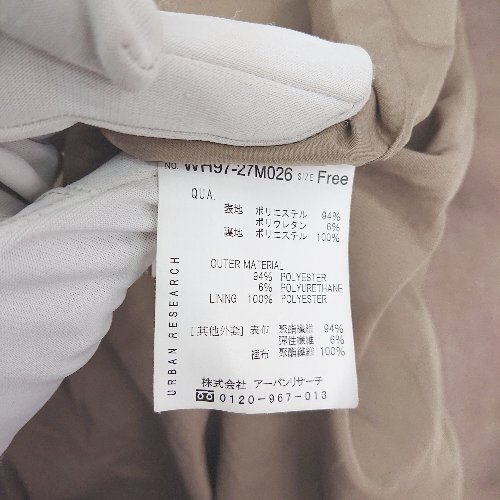 NO. WH97-27M026 SIZE Free
QUA.
表地 ポリエステル 94%
ポリウレタン 6%
裏地 ポリエステル 100%
OUTER MATERIAL
94% POLYESTER
6% POLYURETHANE
LINING 100% POLYESTER
[其他外套] 表布 聚酯纖維 94%
彈性纖維 6%
裡布 聚酯纖維 100%
株式会社 アーバンリサーチ
0120-967-013
URBAN RESEARCH